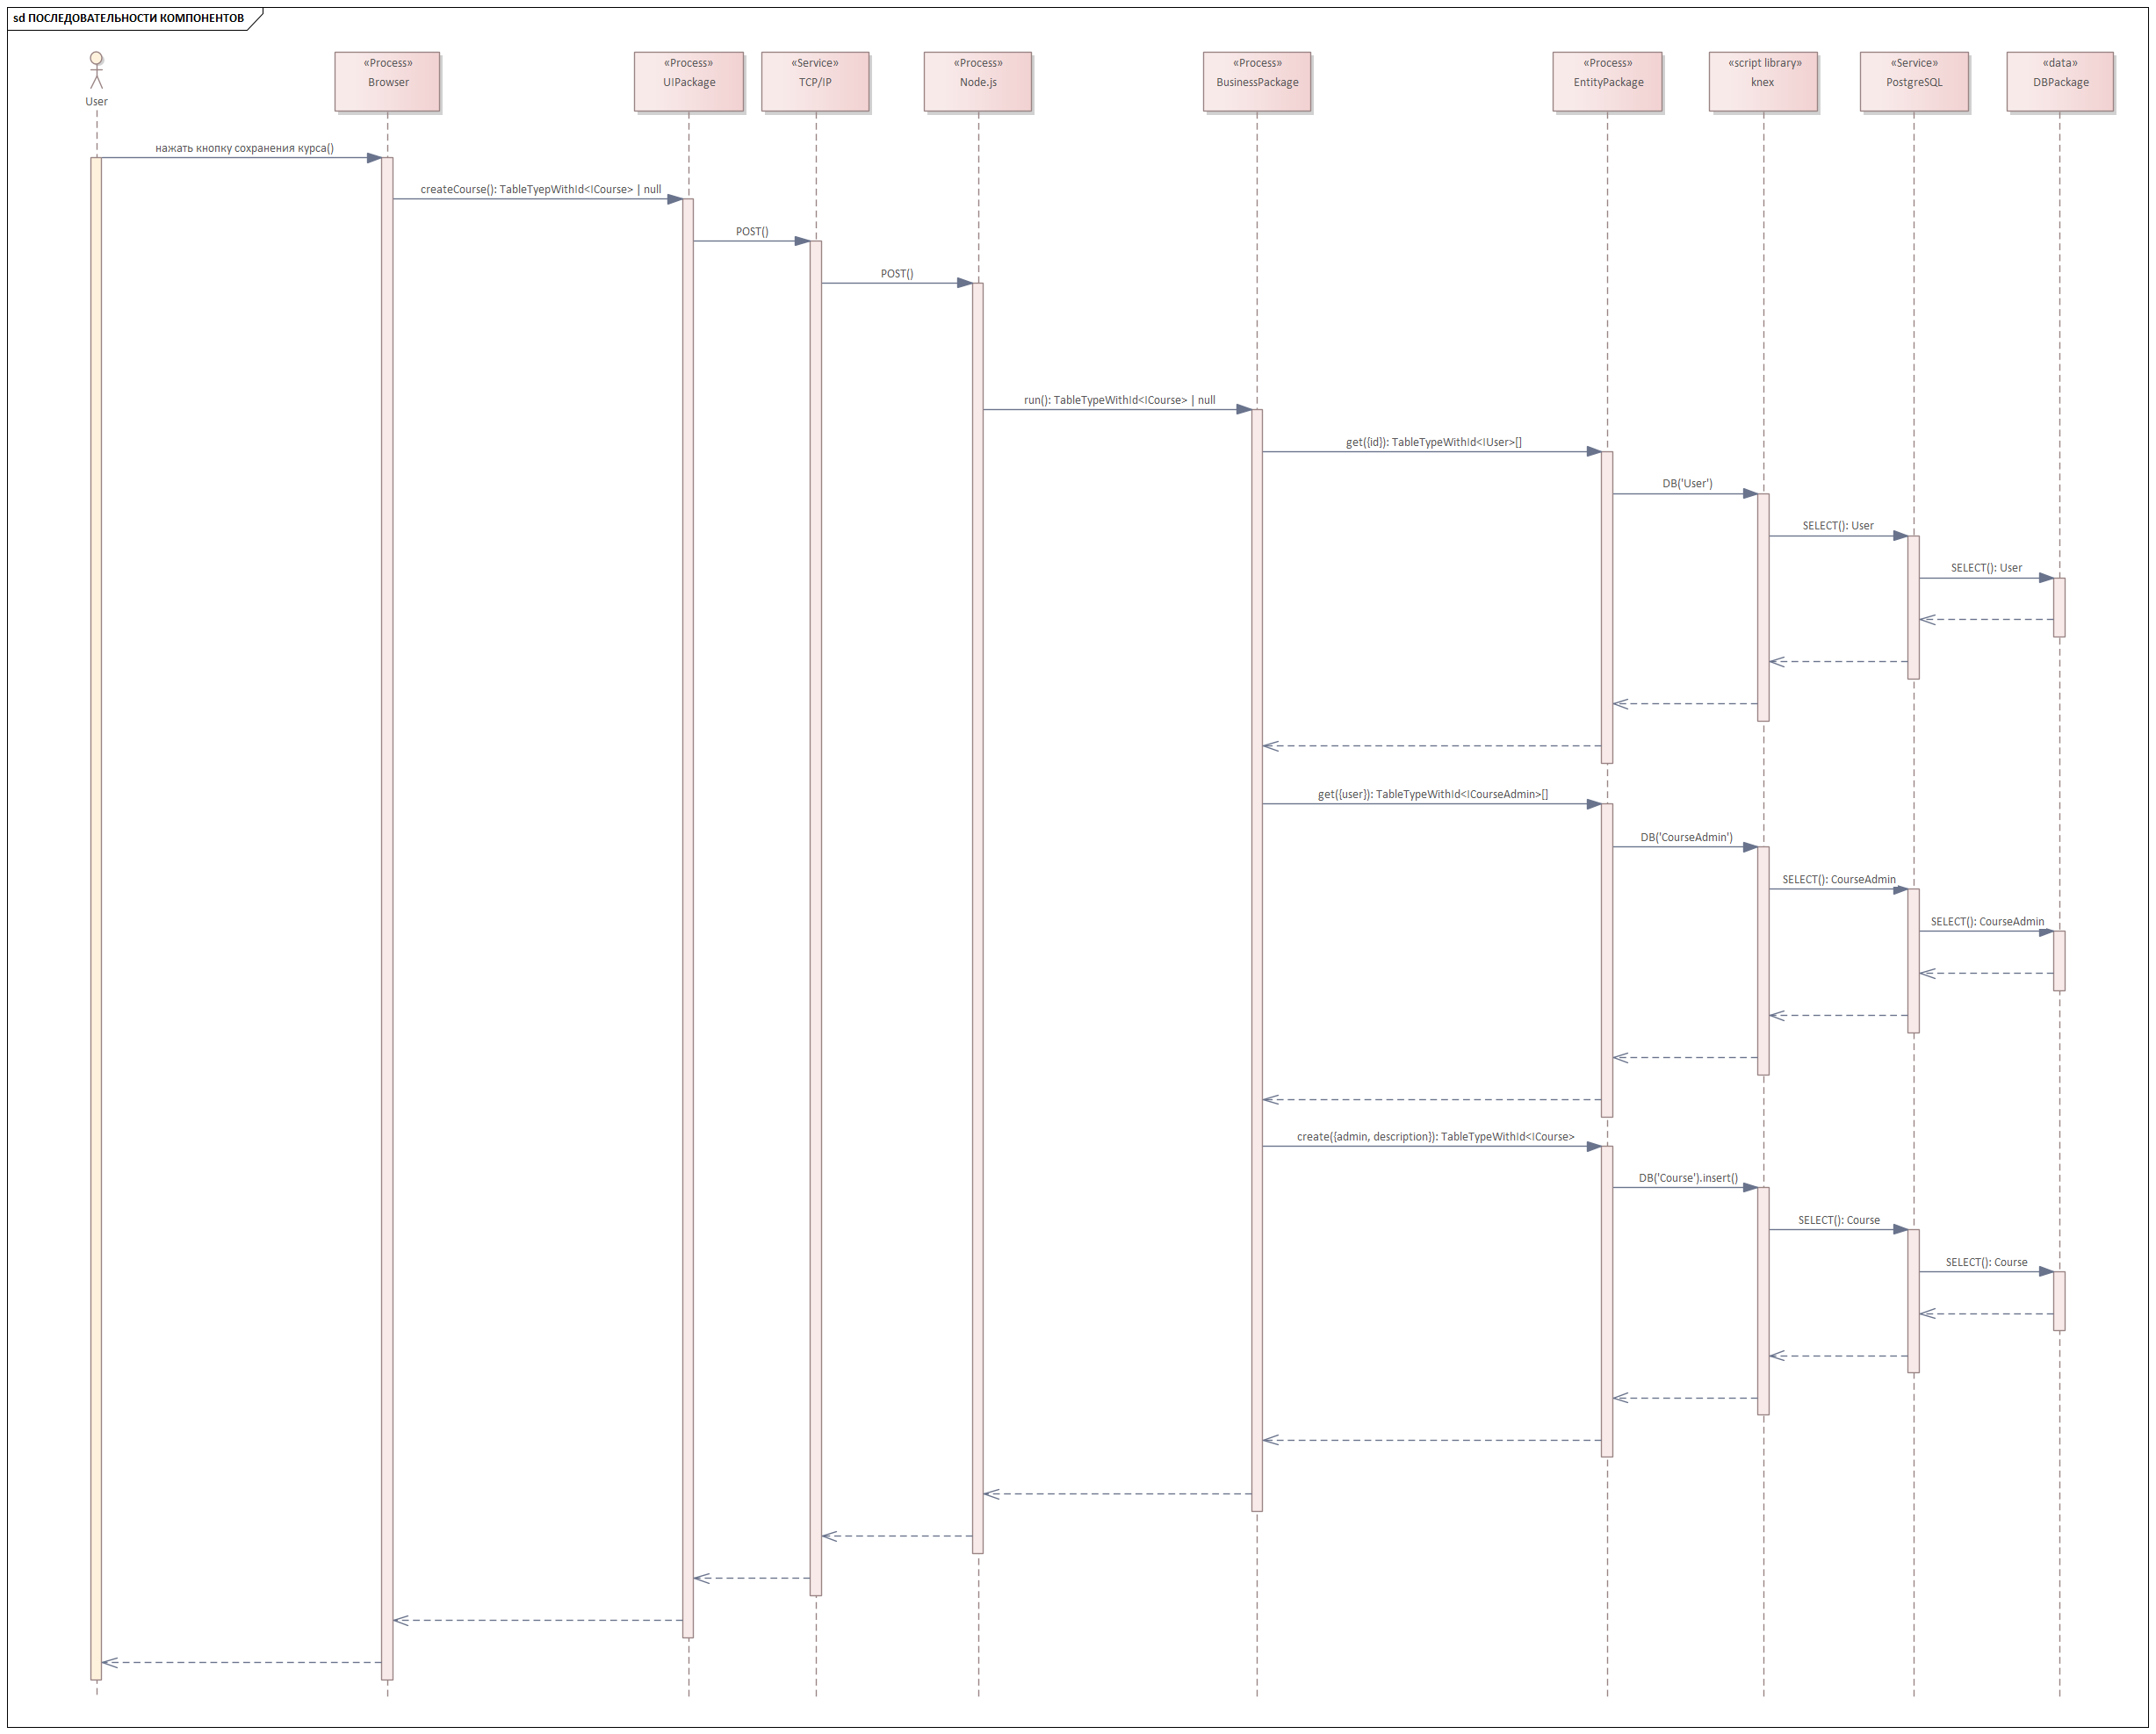 sd ПОСЛЕДОВАТЕЛЬНОСТИ КОМПОНЕНТОВ
User
«Process»
Browser
«Process»
UIPackage
«Service»
TCP/IP
«Process»
Node.js
«Process»
BusinessPackage
«Process»
EntityPackage
«script library»
knex
«Service»
PostgreSQL
«data»
DBPackage
нажать кнопку сохранения курса()
createCourse(): TableTyepWithId<ICourse> | null
POST()
POST()
run(): TableTypeWithId<ICourse> | null
get({id}): TableTypeWithId<IUser>[]
DB('User')
SELECT(): User
SELECT(): User
get({user}): TableTypeWithId<ICourseAdmin>[]
DB('CourseAdmin')
SELECT(): CourseAdmin
SELECT(): CourseAdmin
create({admin, description}): TableTypeWithId<ICourse>
DB('Course').insert()
SELECT(): Course
SELECT(): Course